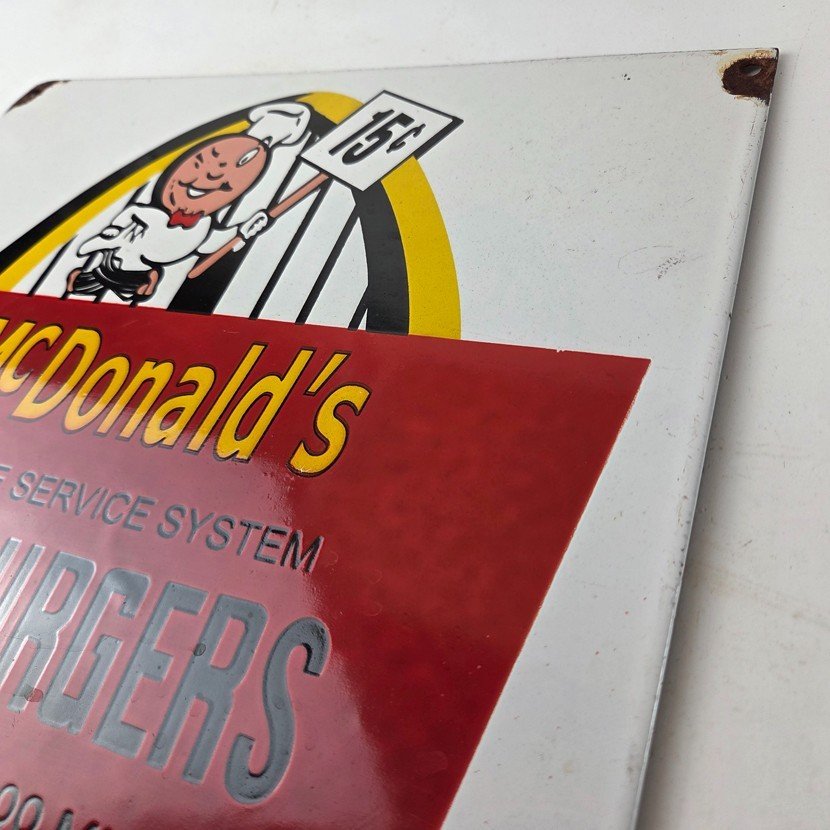 15¢
McDonald's
SERVICE SYSTEM
URGERS